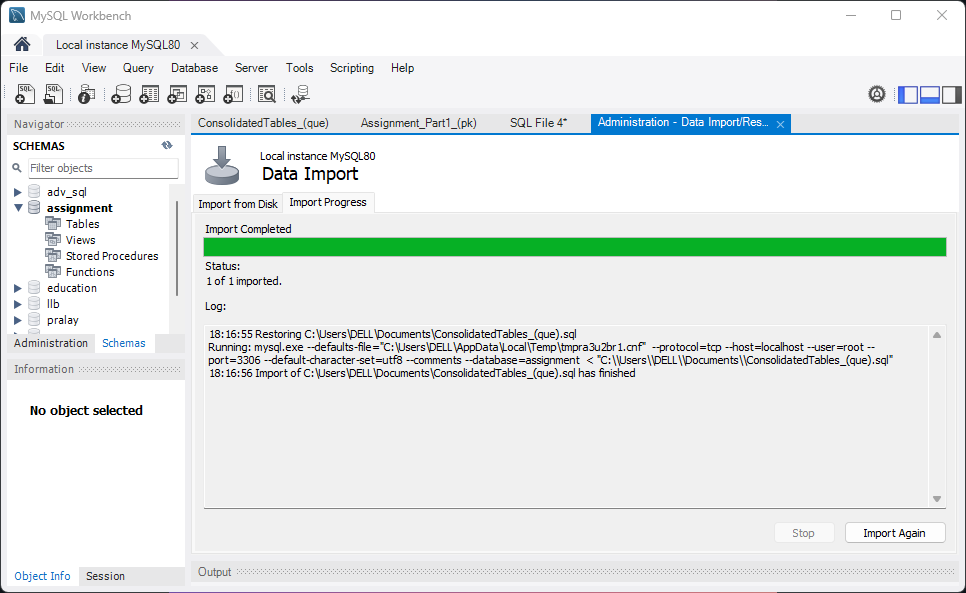 MySQL Workbench
Local instance MySQL80
File Edit View Query Database Server Tools Scripting Help
SQL SQL
Navigator
SCHEMAS
Filter objects
adv_sql
assignment
Tables
Views
Stored Procedures
Functions
education
llb
pralay
Administration Schemas
Information
No object selected
Object Info Session
ConsolidatedTables_(que) Assignment_Part1_(pk) SQL File 4* Administration - Data Import/Res...
Local instance MySQL80
Data Import
Import from Disk Import Progress
Import Completed
Status:
1 of 1 imported.
Log:
18:16:55 Restoring C:\Users\DELL\Documents\ConsolidatedTables_(que).sql
Running: mysql.exe --defaults-file="C:\Users\DELL\AppData\Local\Temp\tmpra3u2br1.cnf"  --protocol=tcp --host=localhost --user=root --
port=3306 --default-character-set=utf8 --comments --database=assignment  < "C:\\Users\\DELL\\Documents\\ConsolidatedTables_(que).sql"
18:16:56 Import of C:\Users\DELL\Documents\ConsolidatedTables_(que).sql has finished
Stop Import Again
Output